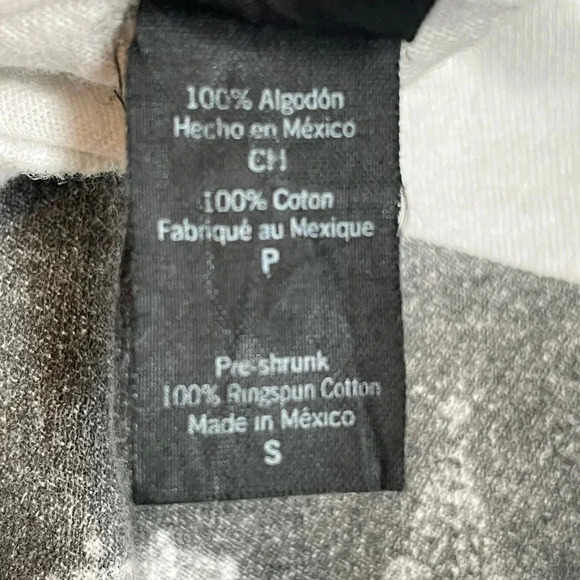 100% Algodón
Hecho en México
CH
100% Coton
Fabriqué au Mexique
P
Pre-shrunk
100% Ringspun Cotton
Made in México
S